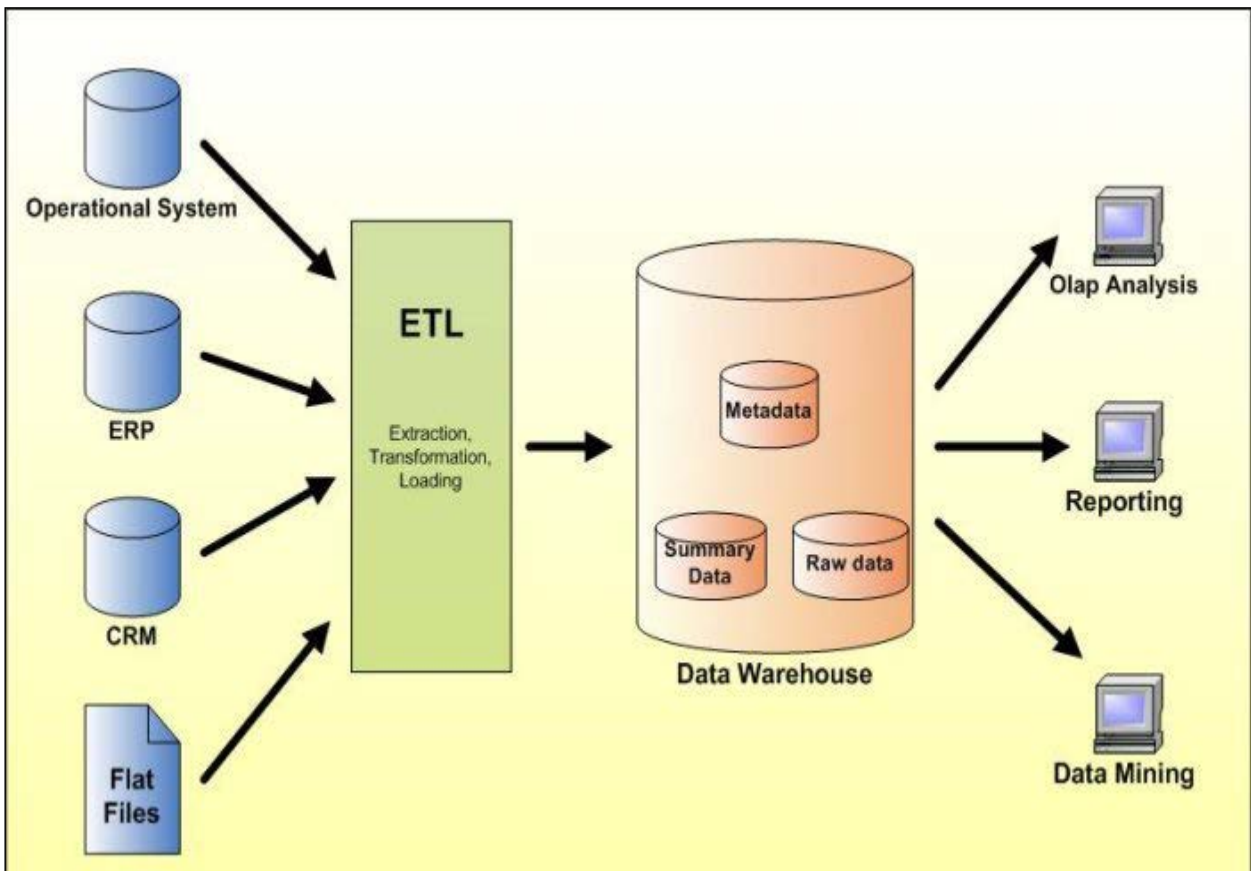 Operational System
ERP
CRM
Flat
Files
ETL
Extraction,
Transformation,
Loading
Metadata
Summary
Data
Raw data
Data Warehouse
Olap Analysis
Reporting
Data Mining